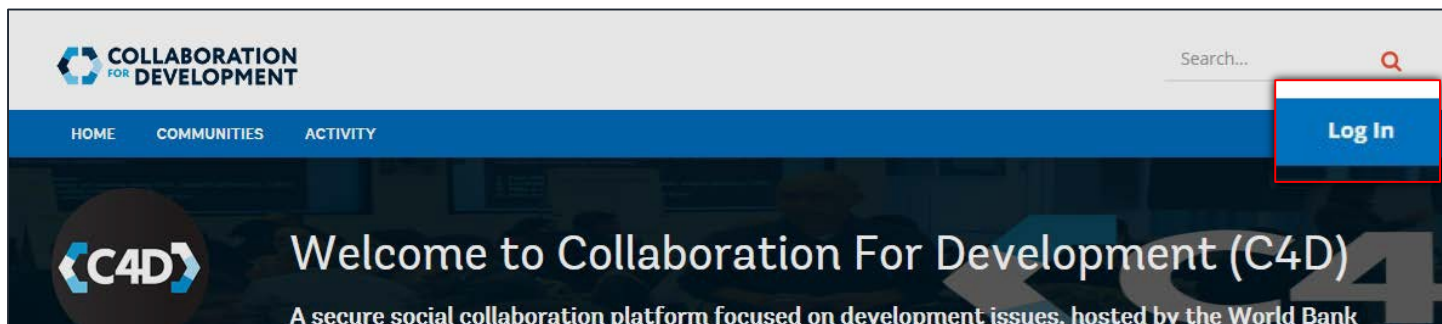 COLLABORATION
FOR DEVELOPMENT
Search...
HOME COMMUNITIES ACTIVITY Log In
C4D
Welcome to Collaboration For Development (C4D)
A secure social collaboration platform focused on development issues, hosted by the World Bank